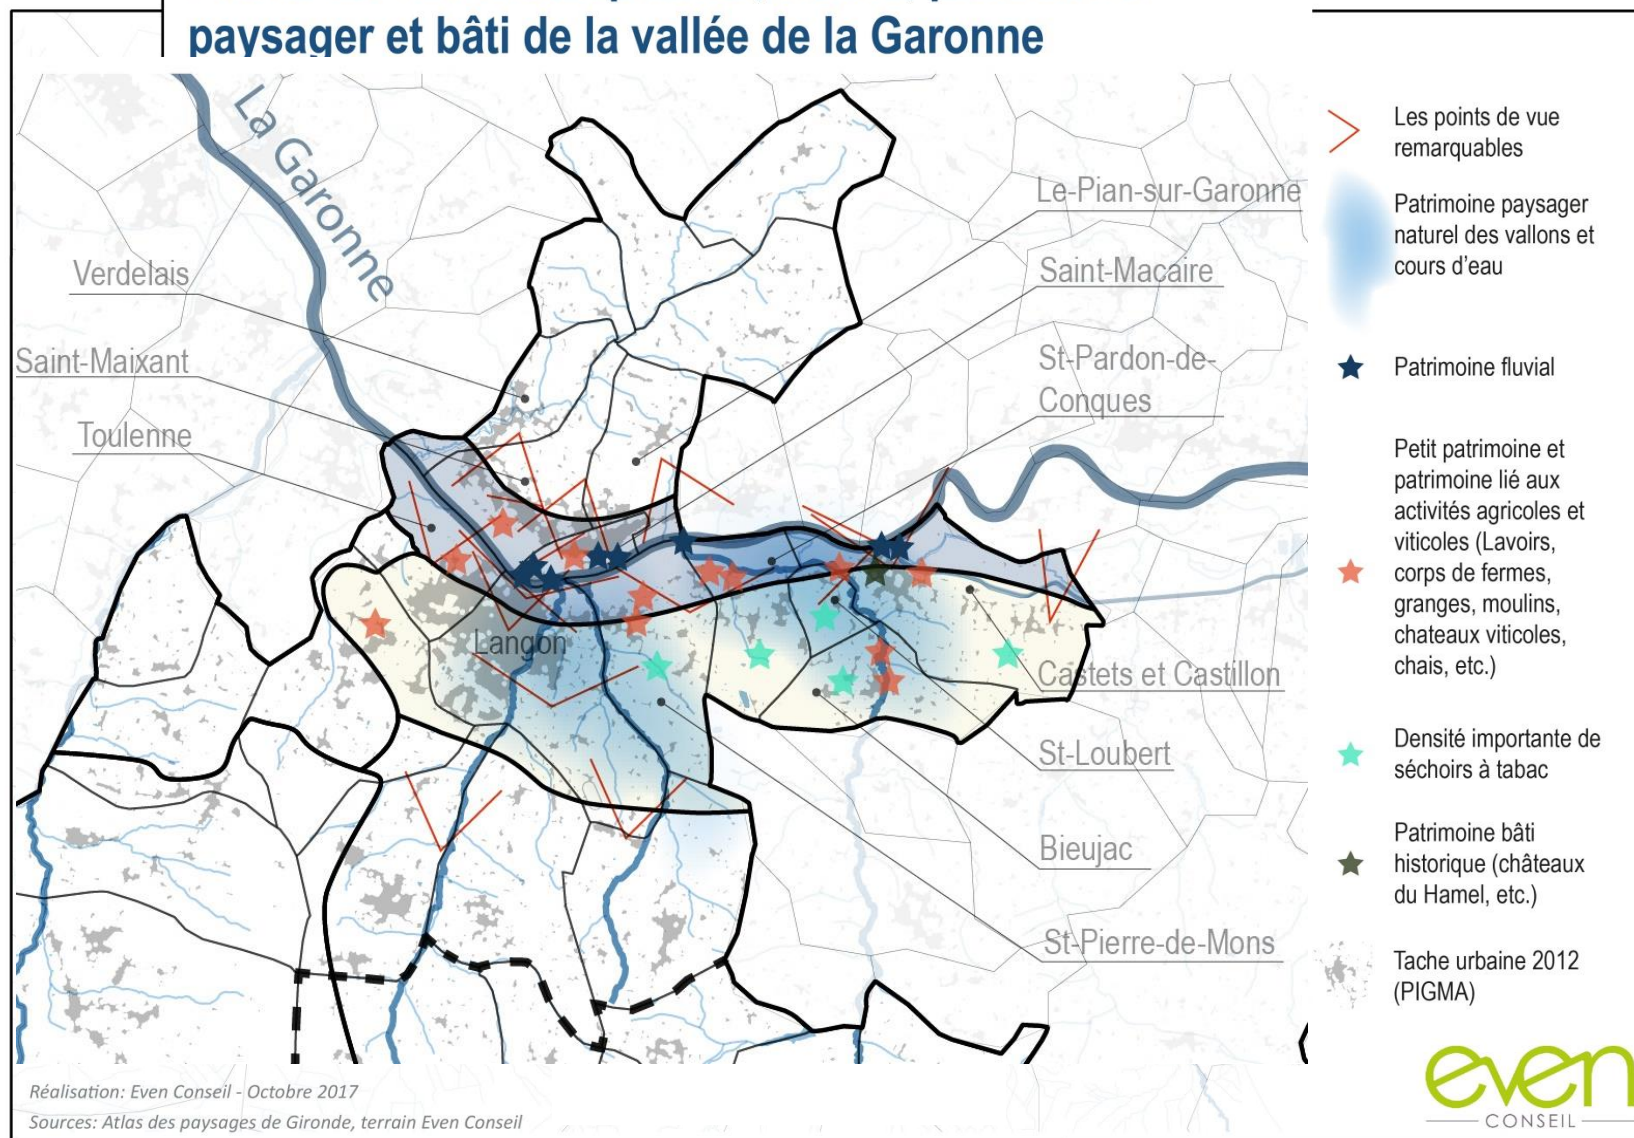 paysager et bâti de la vallée de la Garonne
La Garonne
Verdelais
Saint-Maixant
Toulenne
Le-Pian-sur-Garonne
Saint-Macaire
St-Pardon-de-
Conques
Langon
Castets et Castillon
St-Loubert
Bieujac
St-Pierre-de-Mons
Les points de vue
remarquables
Patrimoine paysager
naturel des vallons et
cours d'eau
Patrimoine fluvial
Petit patrimoine et
patrimoine lié aux
activités agricoles et
viticoles (Lavoirs,
corps de fermes,
granges, moulins,
chateaux viticoles,
chais, etc.)
Densité importante de
séchoirs à tabac
Patrimoine bâti
historique (châteaux
du Hamel, etc.)
Tache urbaine 2012
(PIGMA)
Réalisation: Even Conseil - Octobre 2017
Sources: Atlas des paysages de Gironde, terrain Even Conseil
even
CONSEIL